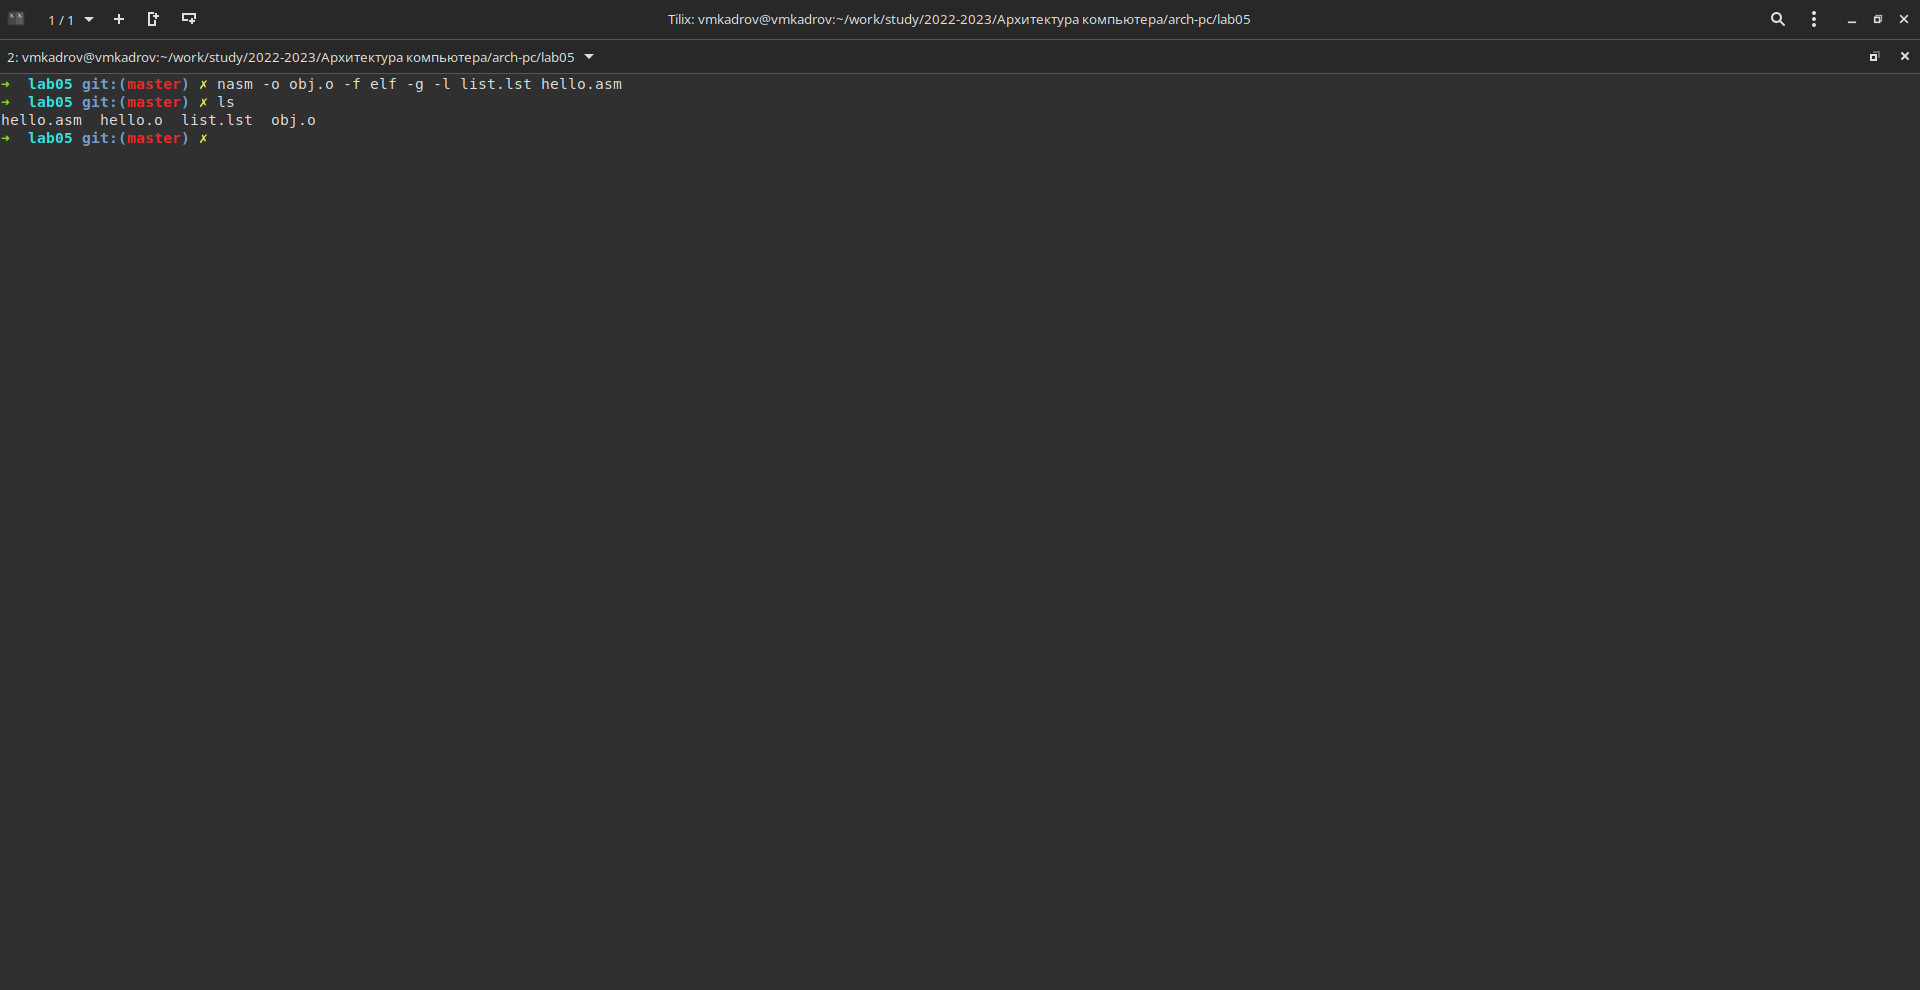 1 / 1
Tilix: vmkadrov@vmkadrov:~/work/study/2022-2023/Архитектура компьютера/arch-pc/lab05
2: vmkadrov@vmkadrov:~/work/study/2022-2023/Архитектура компьютера/arch-pc/lab05
➜  lab05 git:(master) ✗ nasm -o obj.o -f elf -g -l list.lst hello.asm
➜  lab05 git:(master) ✗ ls
hello.asm  hello.o  list.lst  obj.o
➜  lab05 git:(master) ✗